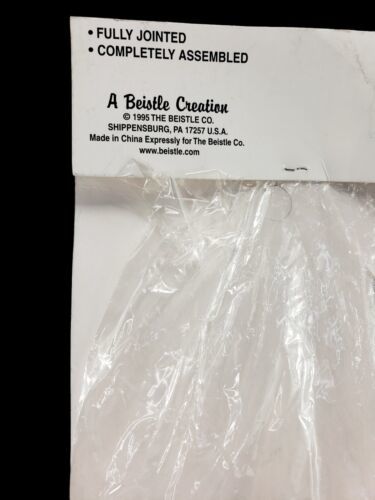 • FULLY JOINTED
• COMPLETELY ASSEMBLED
A Beistle Creation
© 1995 THE BEISTLE CO.
SHIPPENSBURG, PA 17257 U.S.A.
Made in China Expressly for The Beistle Co.
www.beistle.com